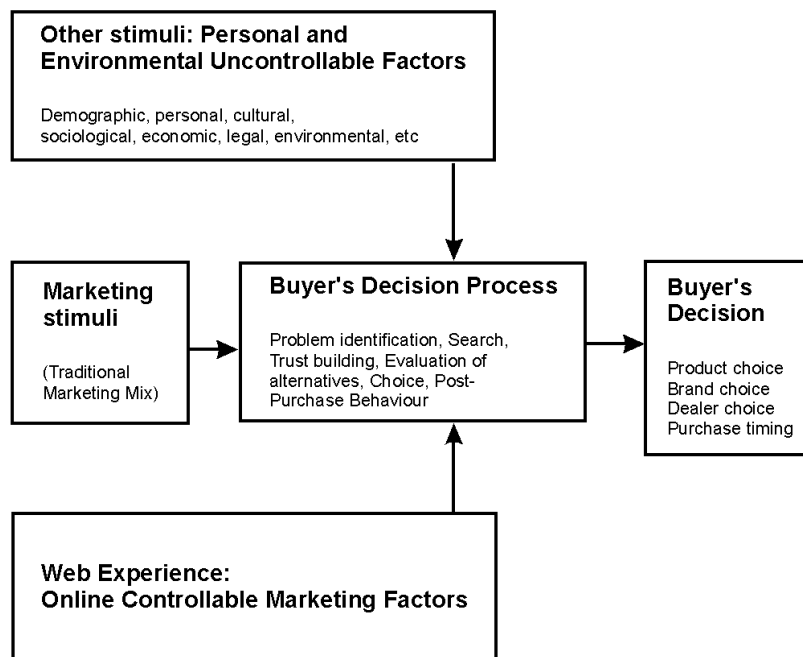 Other stimuli: Personal and
Environmental Uncontrollable Factors
Demographic, personal, cultural,
sociological, economic, legal, environmental, etc
Marketing
stimuli
(Traditional
Marketing Mix)
Buyer's Decision Process
Problem identification, Search,
Trust building, Evaluation of
alternatives, Choice, Post-
Purchase Behaviour
Buyer's
Decision
Product choice
Brand choice
Dealer choice
Purchase timing
Web Experience:
Online Controllable Marketing Factors